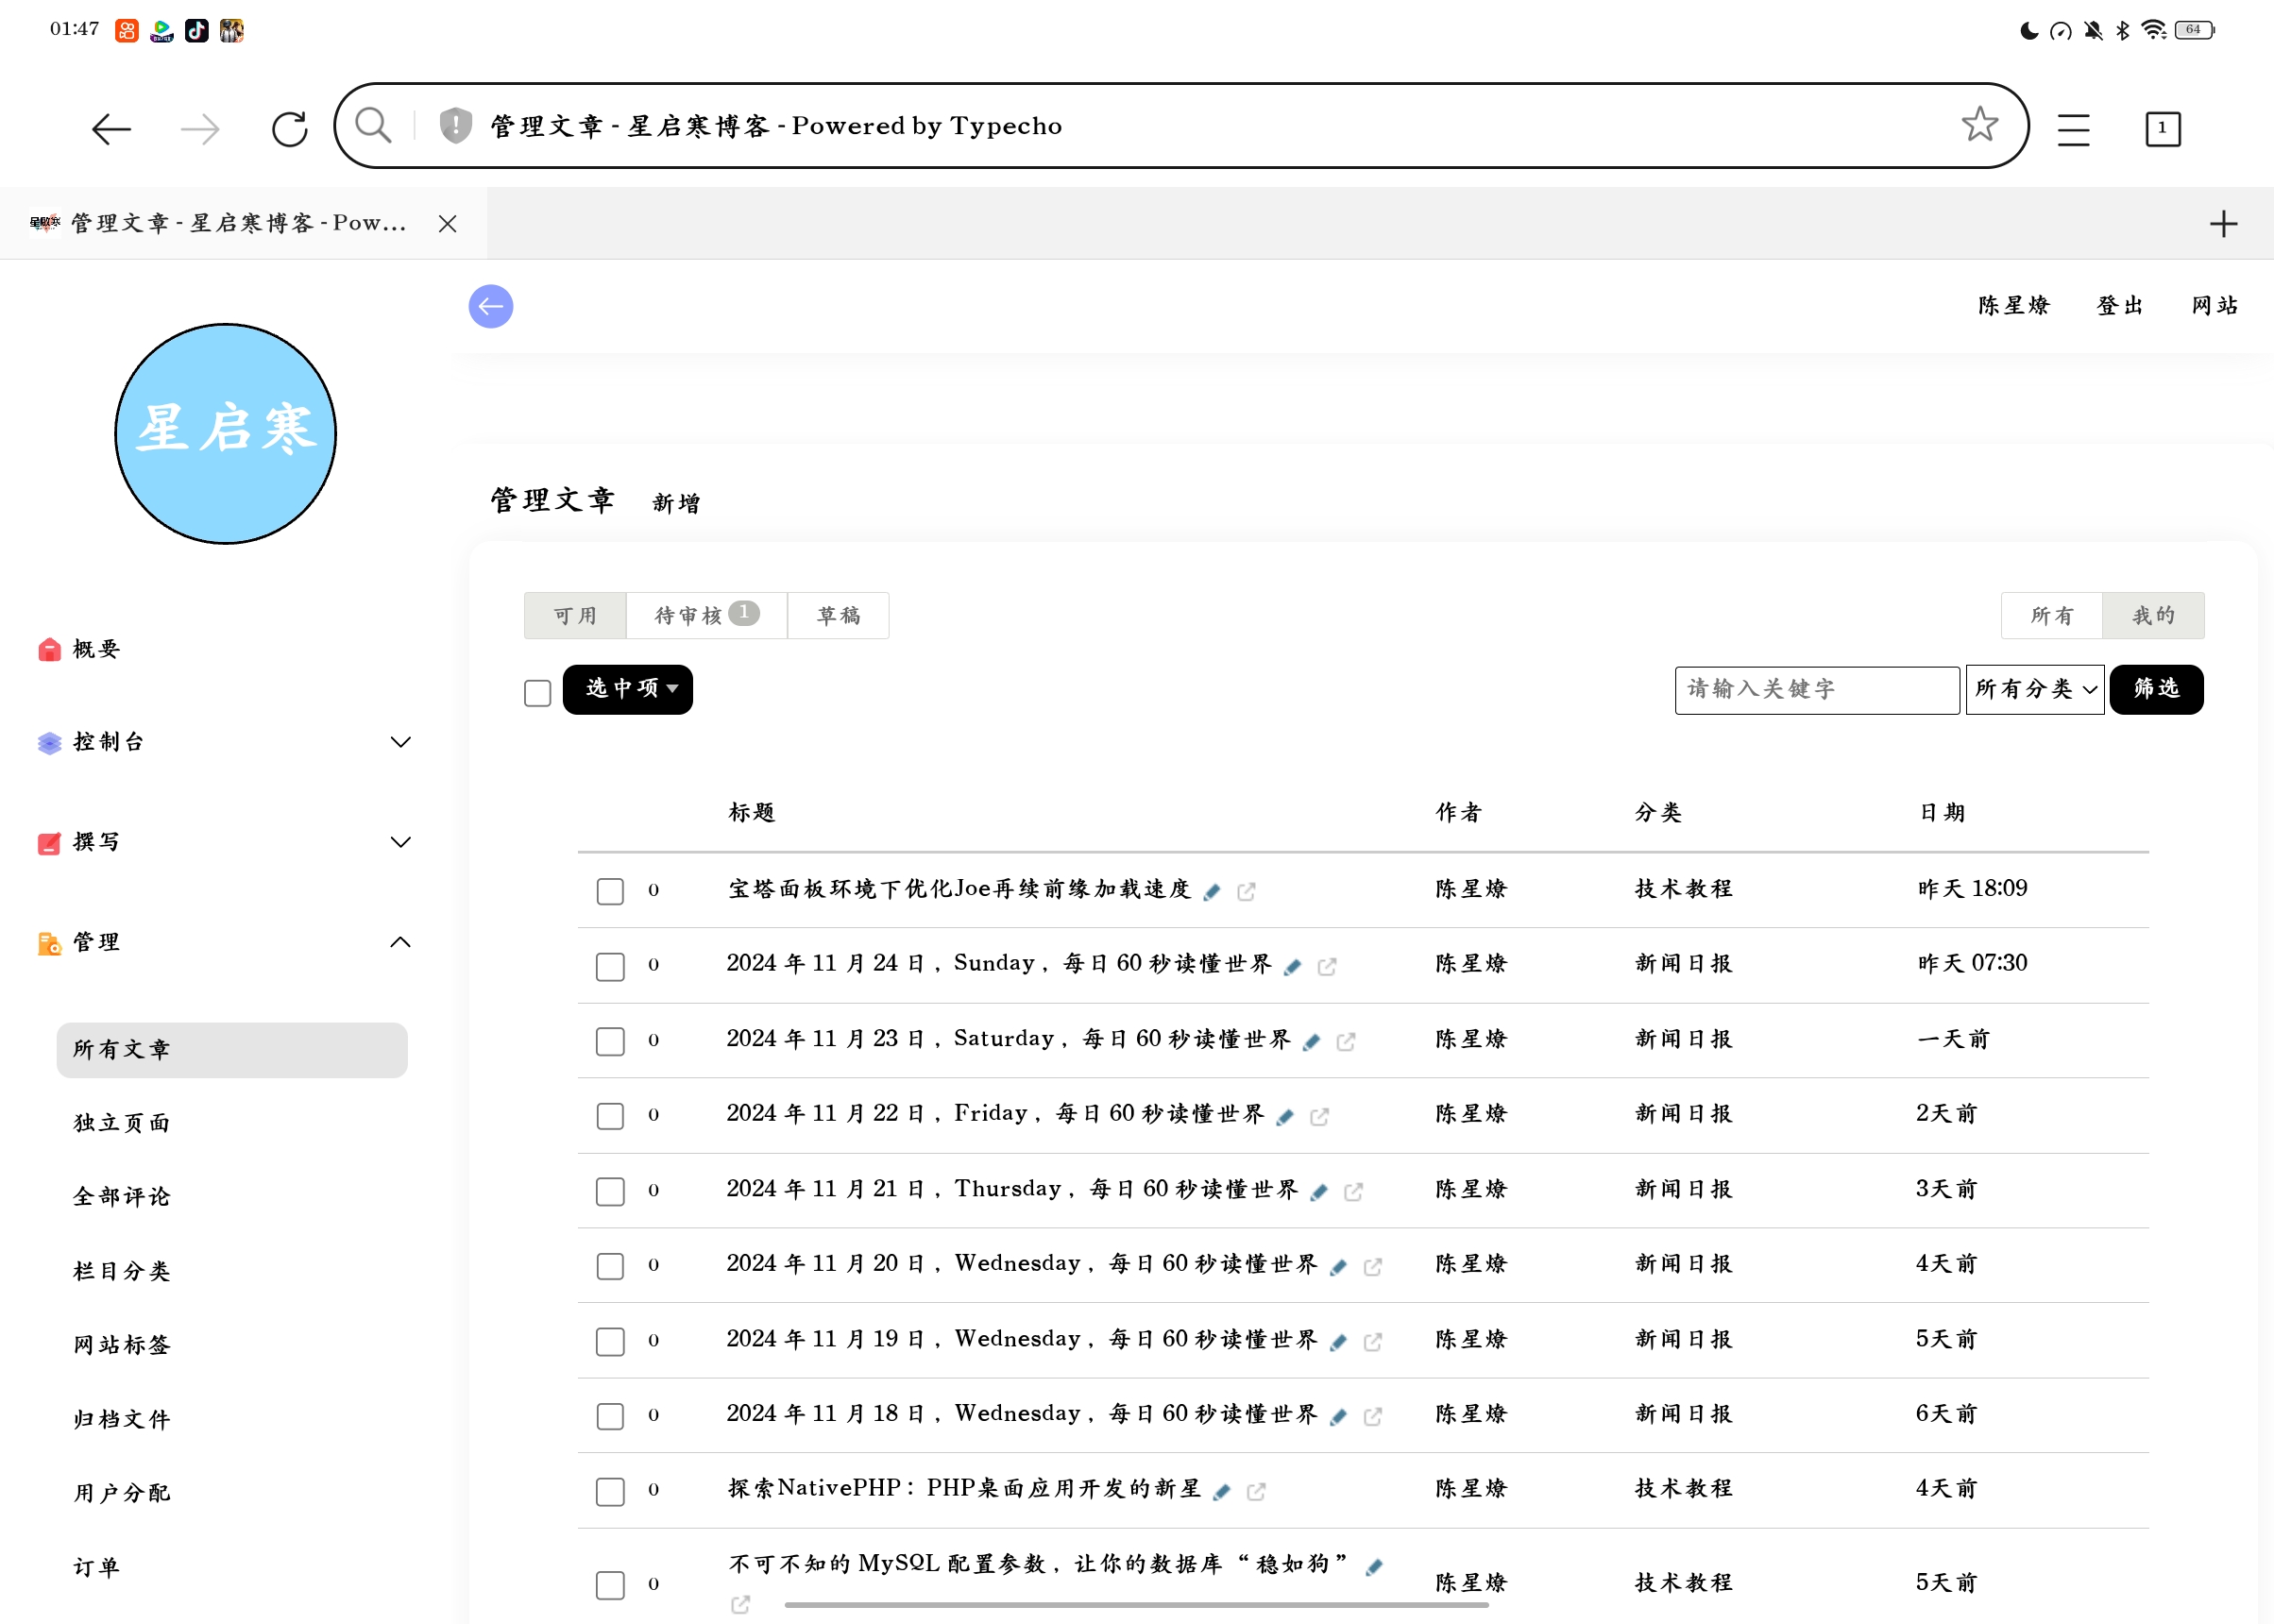 01:47
64
管理文章 - 星启寒博客 - Powered by Typecho
1
星启寒 管理文章 - 星启寒博客 - Pow...
陈星燎 登出 网站
星启寒
管理文章 新增
可用 待审核 1 草稿 所有 我的
选中项 请输入关键字 所有分类 筛选
概要
控制台
撰写
管理
所有文章
独立页面
全部评论
栏目分类
网站标签
归档文件
用户分配
订单
标题 作者 分类 日期
0 宝塔面板环境下优化Joe再续前缘加载速度 陈星燎 技术教程 昨天 18:09
0 2024 年 11 月 24 日，Sunday，每日 60 秒读懂世界 陈星燎 新闻日报 昨天 07:30
0 2024 年 11 月 23 日，Saturday，每日 60 秒读懂世界 陈星燎 新闻日报 一天前
0 2024 年 11 月 22 日，Friday，每日 60 秒读懂世界 陈星燎 新闻日报 2天前
0 2024 年 11 月 21 日，Thursday，每日 60 秒读懂世界 陈星燎 新闻日报 3天前
0 2024 年 11 月 20 日，Wednesday，每日 60 秒读懂世界 陈星燎 新闻日报 4天前
0 2024 年 11 月 19 日，Wednesday，每日 60 秒读懂世界 陈星燎 新闻日报 5天前
0 2024 年 11 月 18 日，Wednesday，每日 60 秒读懂世界 陈星燎 新闻日报 6天前
0 探索NativePHP：PHP桌面应用开发的新星 陈星燎 技术教程 4天前
0 不可不知的 MySQL 配置参数，让你的数据库“稳如狗” 陈星燎 技术教程 5天前